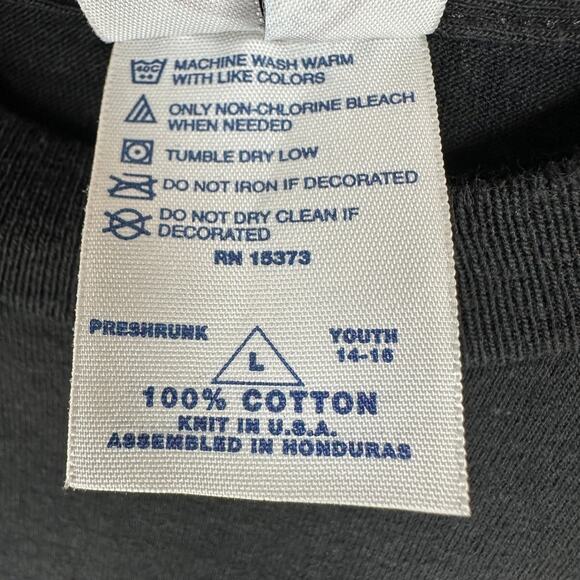 40C
MACHINE WASH WARM
WITH LIKE COLORS
ONLY NON-CHLORINE BLEACH
WHEN NEEDED
TUMBLE DRY LOW
DO NOT IRON IF DECORATED
DO NOT DRY CLEAN IF
DECORATED
RN 15373
PRESHRUNK
L
YOUTH
14-16
100% COTTON
KNIT IN U.S.A.
ASSEMBLED IN HONDURAS